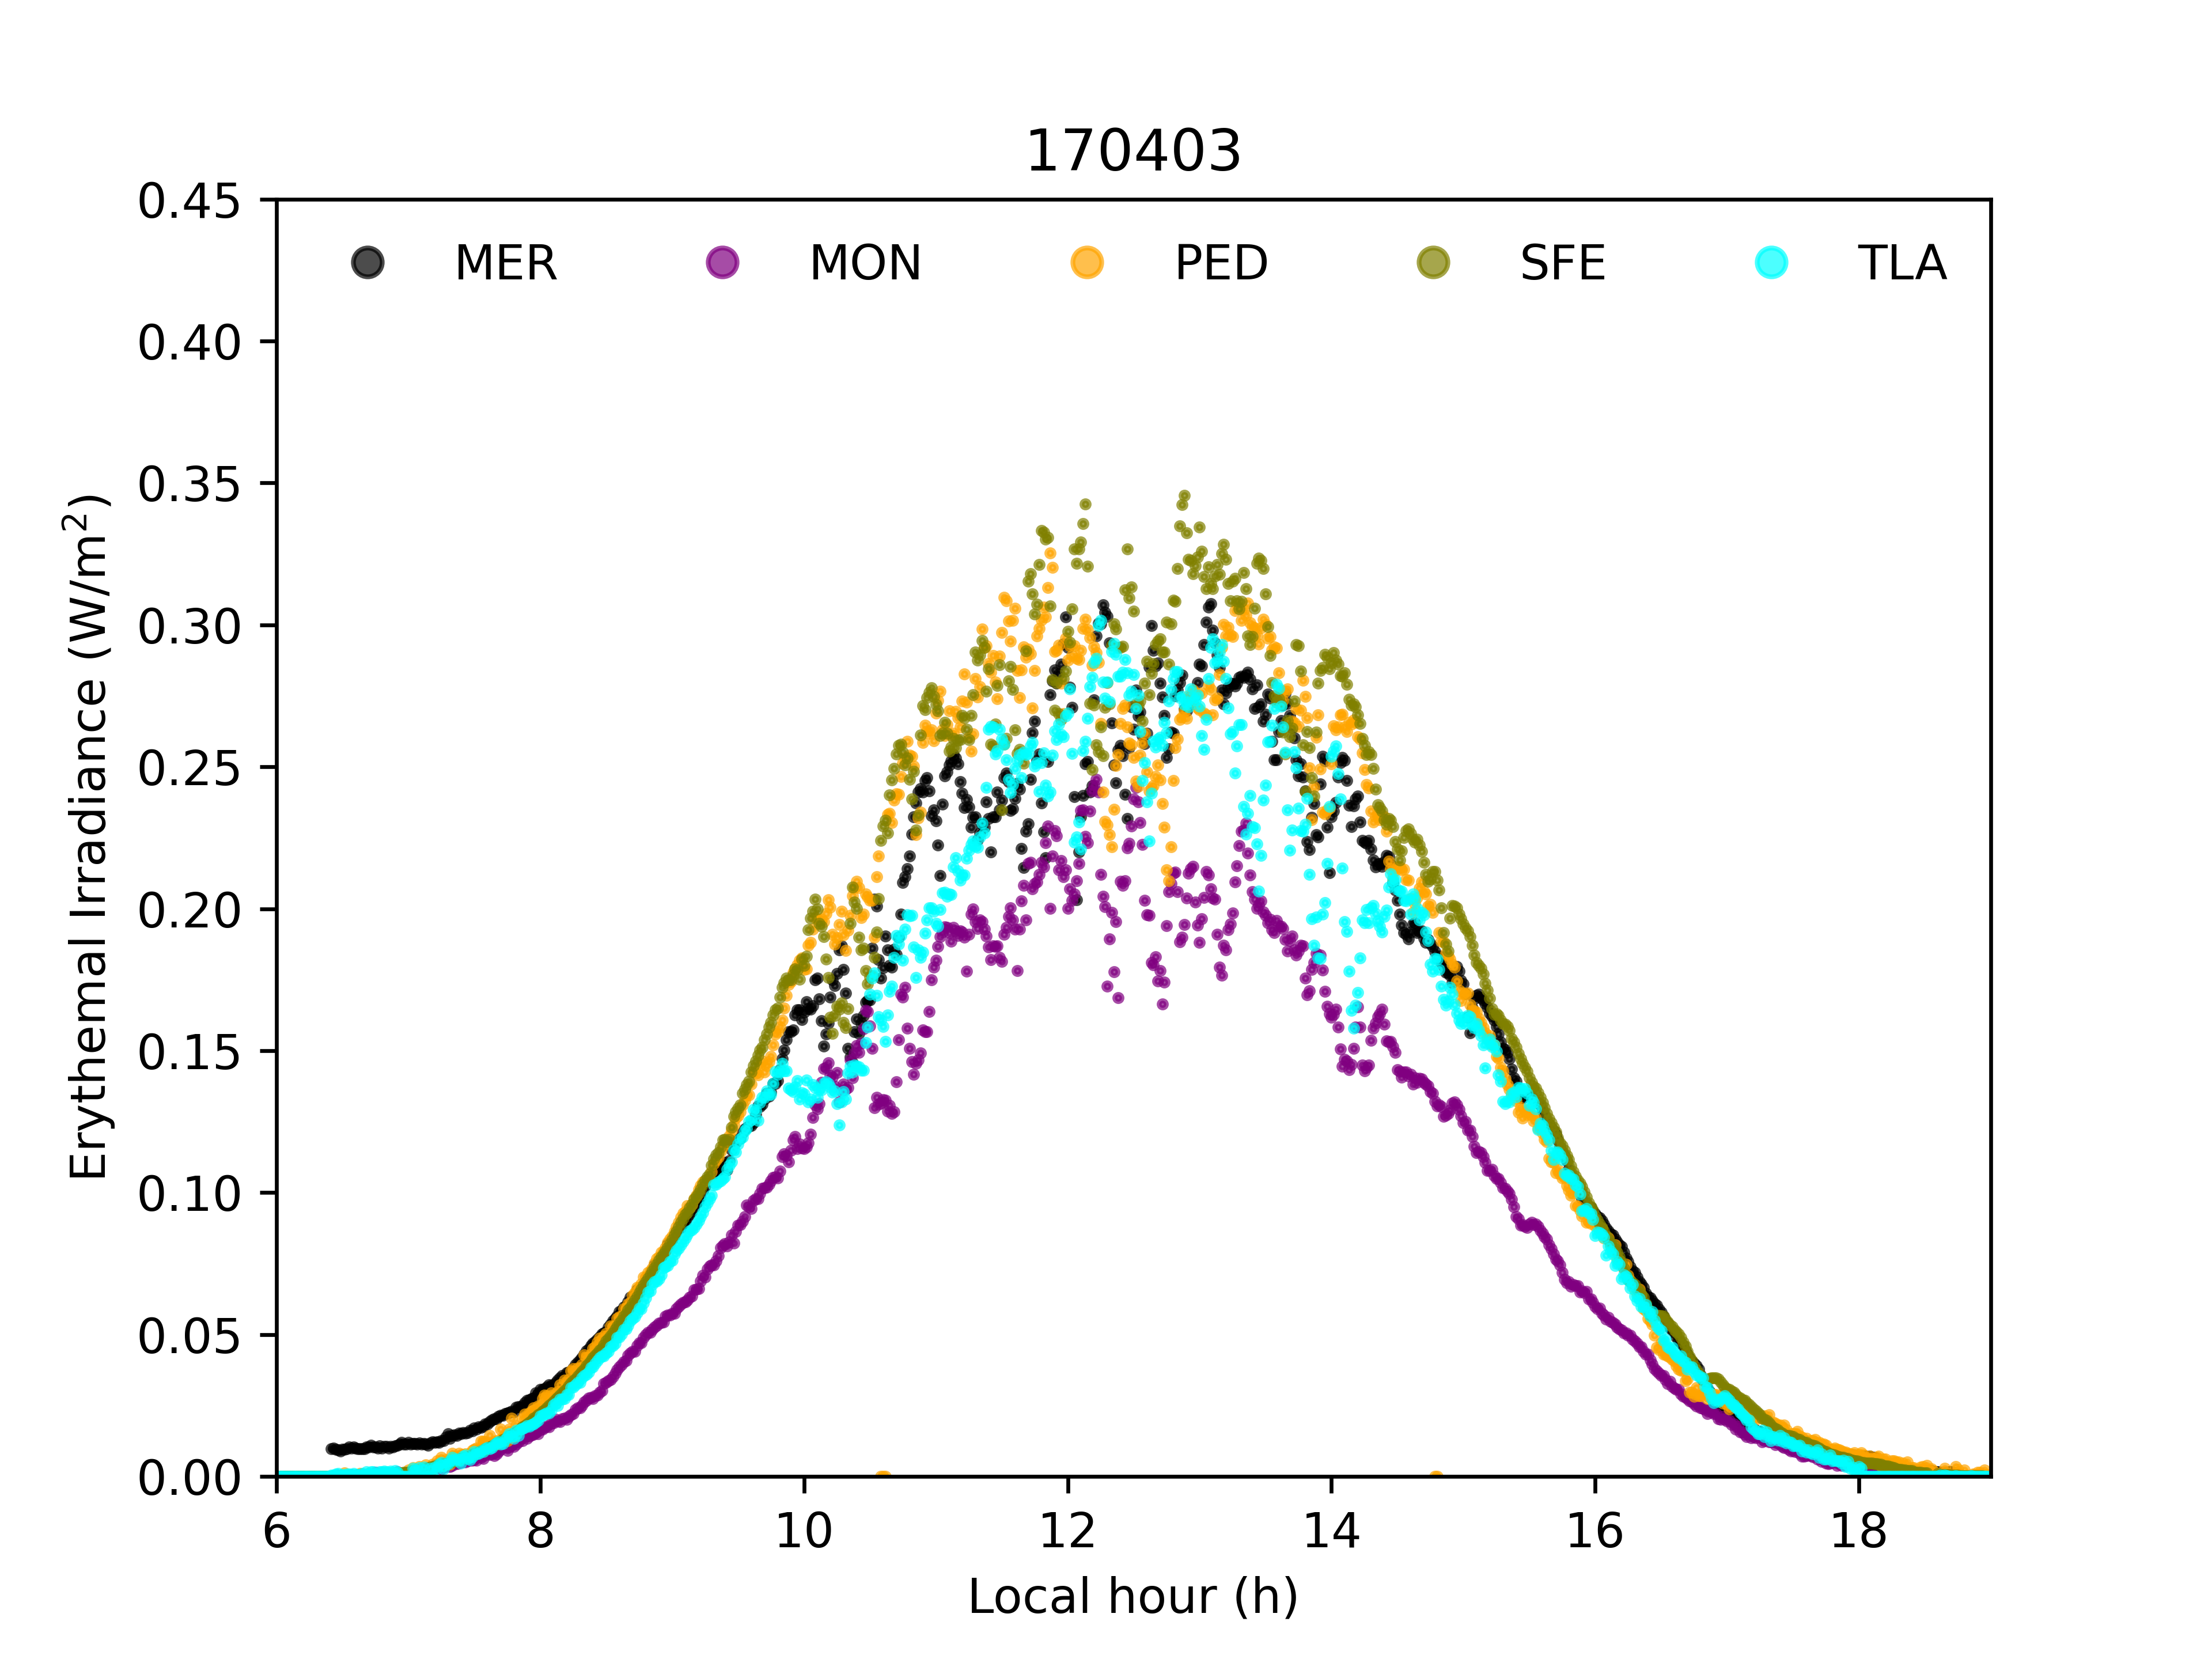 170403
0.45
0.40
0.35
0.30
0.25
0.20
0.15
0.10
0.05
0.00
MER MON PED SFE TLA
Erythemal Irradiance (W/m²)
6 8 10 12 14 16 18
Local hour (h)